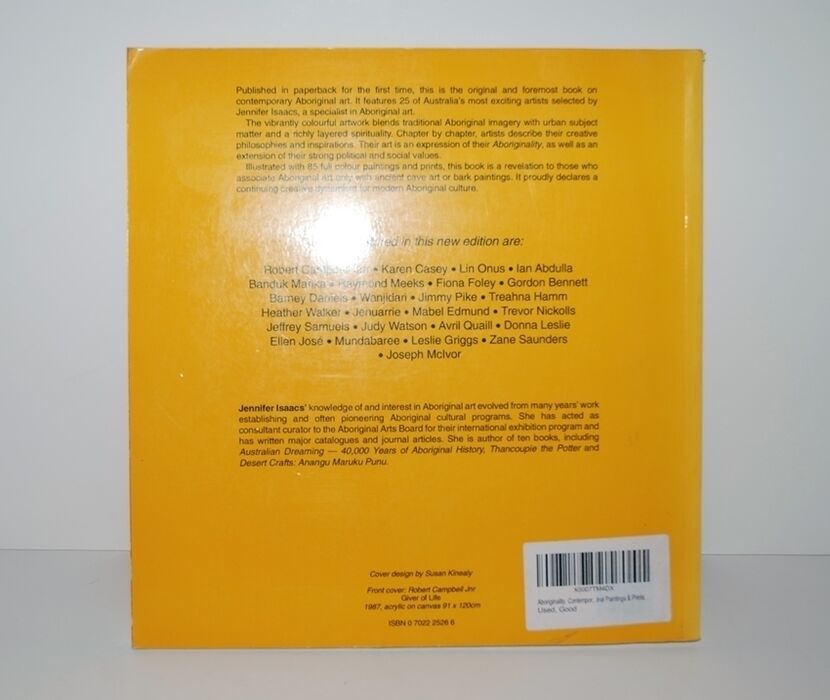 Published in paperback for the first time, this is the original and foremost book on
contemporary Aboriginal art. It features 25 of Australia's most exciting artists selected by
Jennifer Isaacs, a specialist in Aboriginal art.
The vibrantly colourful artwork blends traditional Aboriginal imagery with urban subject
matter and a richly layered spirituality. Chapter by chapter, artists describe their creative
philosophies and inspirations. Their art is an expression of their Aboriginality, as well as an
extension of their strong political and social values.
Illustrated with 85 full colour paintings and prints, this book is a revelation to those who
associate Aboriginal art only with ancient cave art or bark paintings. It proudly declares a
continuing creative dynamism for modern Aboriginal culture.
in this new edition are:
Robert Campbell Jnr • Karen Casey • Lin Onus • Ian Abdulla
Banduk Marika • Raymond Meeks • Fiona Foley • Gordon Bennett
Barney Daniels • Wanjidari • Jimmy Pike • Treahna Hamm
Heather Walker • Jenuarrie • Mabel Edmund • Trevor Nickolls
Jeffrey Samuels • Judy Watson • Avril Quaill • Donna Leslie
Ellen José • Mundabaree • Leslie Griggs • Zane Saunders
• Joseph McIvor
Jennifer Isaacs' knowledge of and interest in Aboriginal art evolved from many years' work
establishing and often pioneering Aboriginal cultural programs. She has acted as
consultant curator to the Aboriginal Arts Board for their international exhibition program and
has written major catalogues and journal articles. She is author of ten books, including
Australian Dreaming — 40,000 Years of Aboriginal History, Thancoupie the Potter and
Desert Crafts: Anangu Maruku Punu.
Cover design by Susan Kinealy
Front cover: Robert Campbell Jnr
Giver of Life
1987, acrylic on canvas 91 x 120cm
ISBN 0 7022 2526 6
Aboriginality, Contempor. inal Paintings & Prints
Used, Good